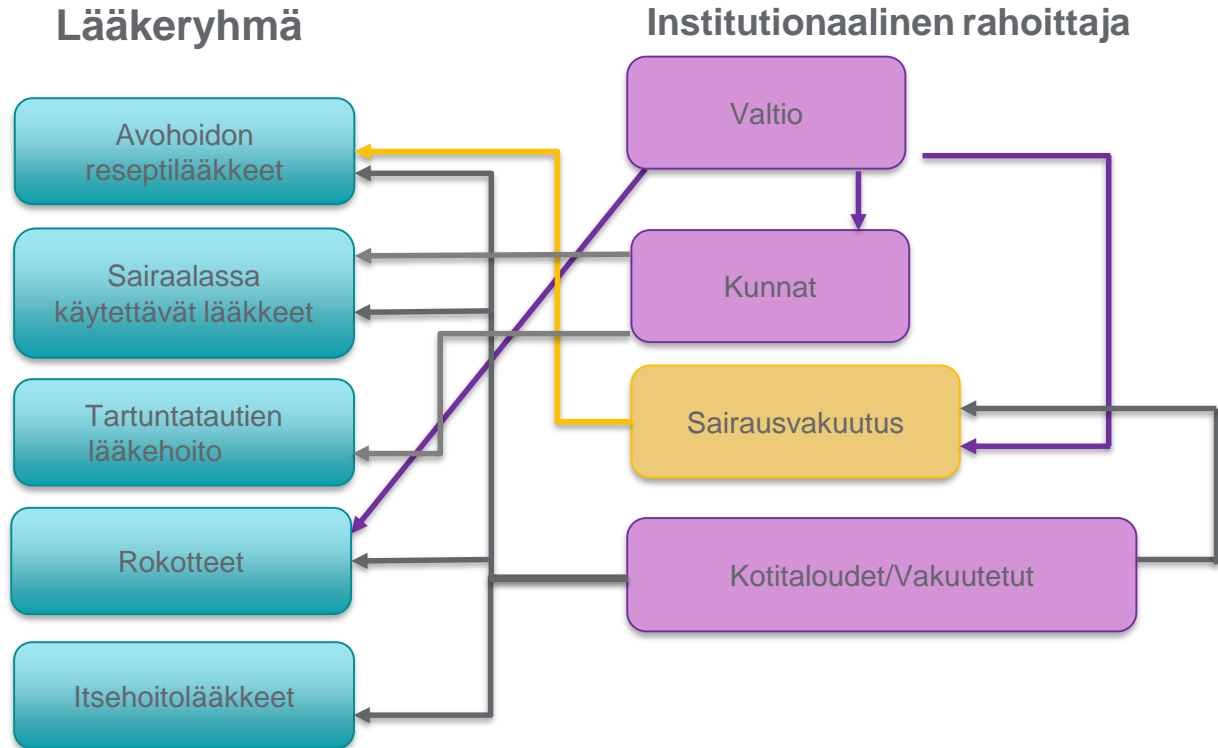 Lääkeryhmä
Institutionaalinen rahoittaja
Avohoidon
reseptilääkkeet
Sairaalassa
käytettävät lääkkeet
Tartuntatautien
lääkehoito
Rokotteet
Itsehoitolääkkeet
Valtio
Kunnat
Sairausvakuutus
Kotitaloudet/Vakuutetut